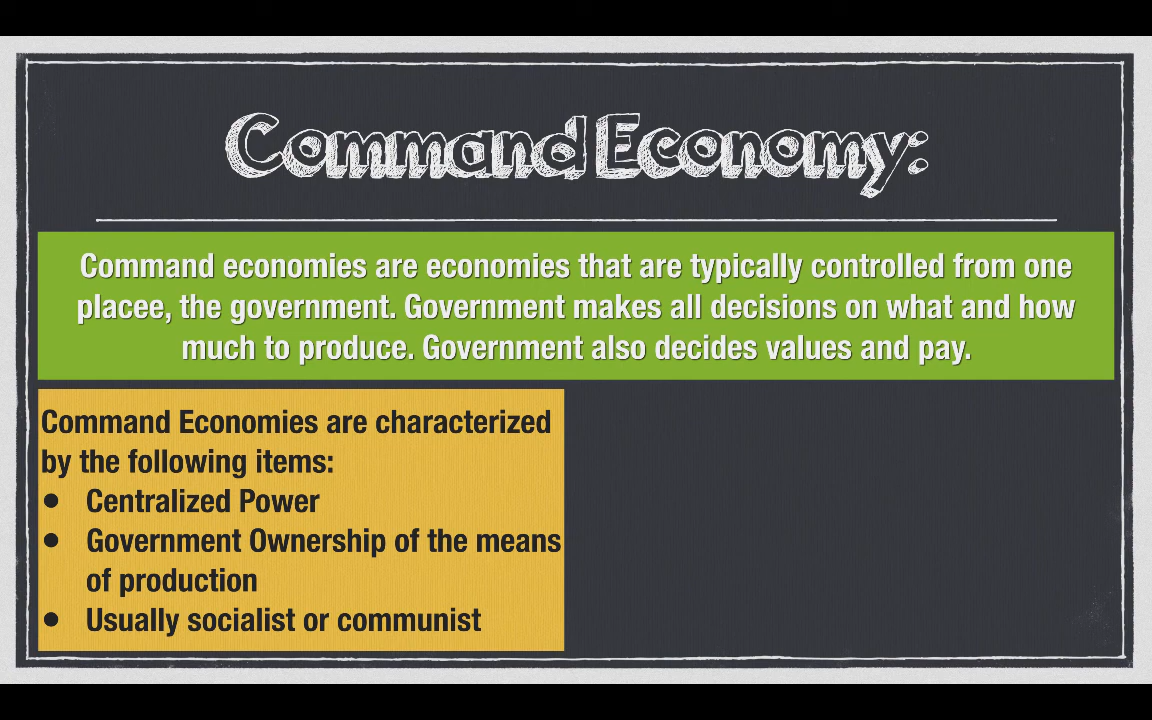 Command Economy:
Command economies are economies that are typically controlled from one
placee, the government. Government makes all decisions on what and how
much to produce. Government also decides values and pay.
Command Economies are characterized
by the following items:
● Centralized Power
● Government Ownership of the means
of production
● Usually socialist or communist